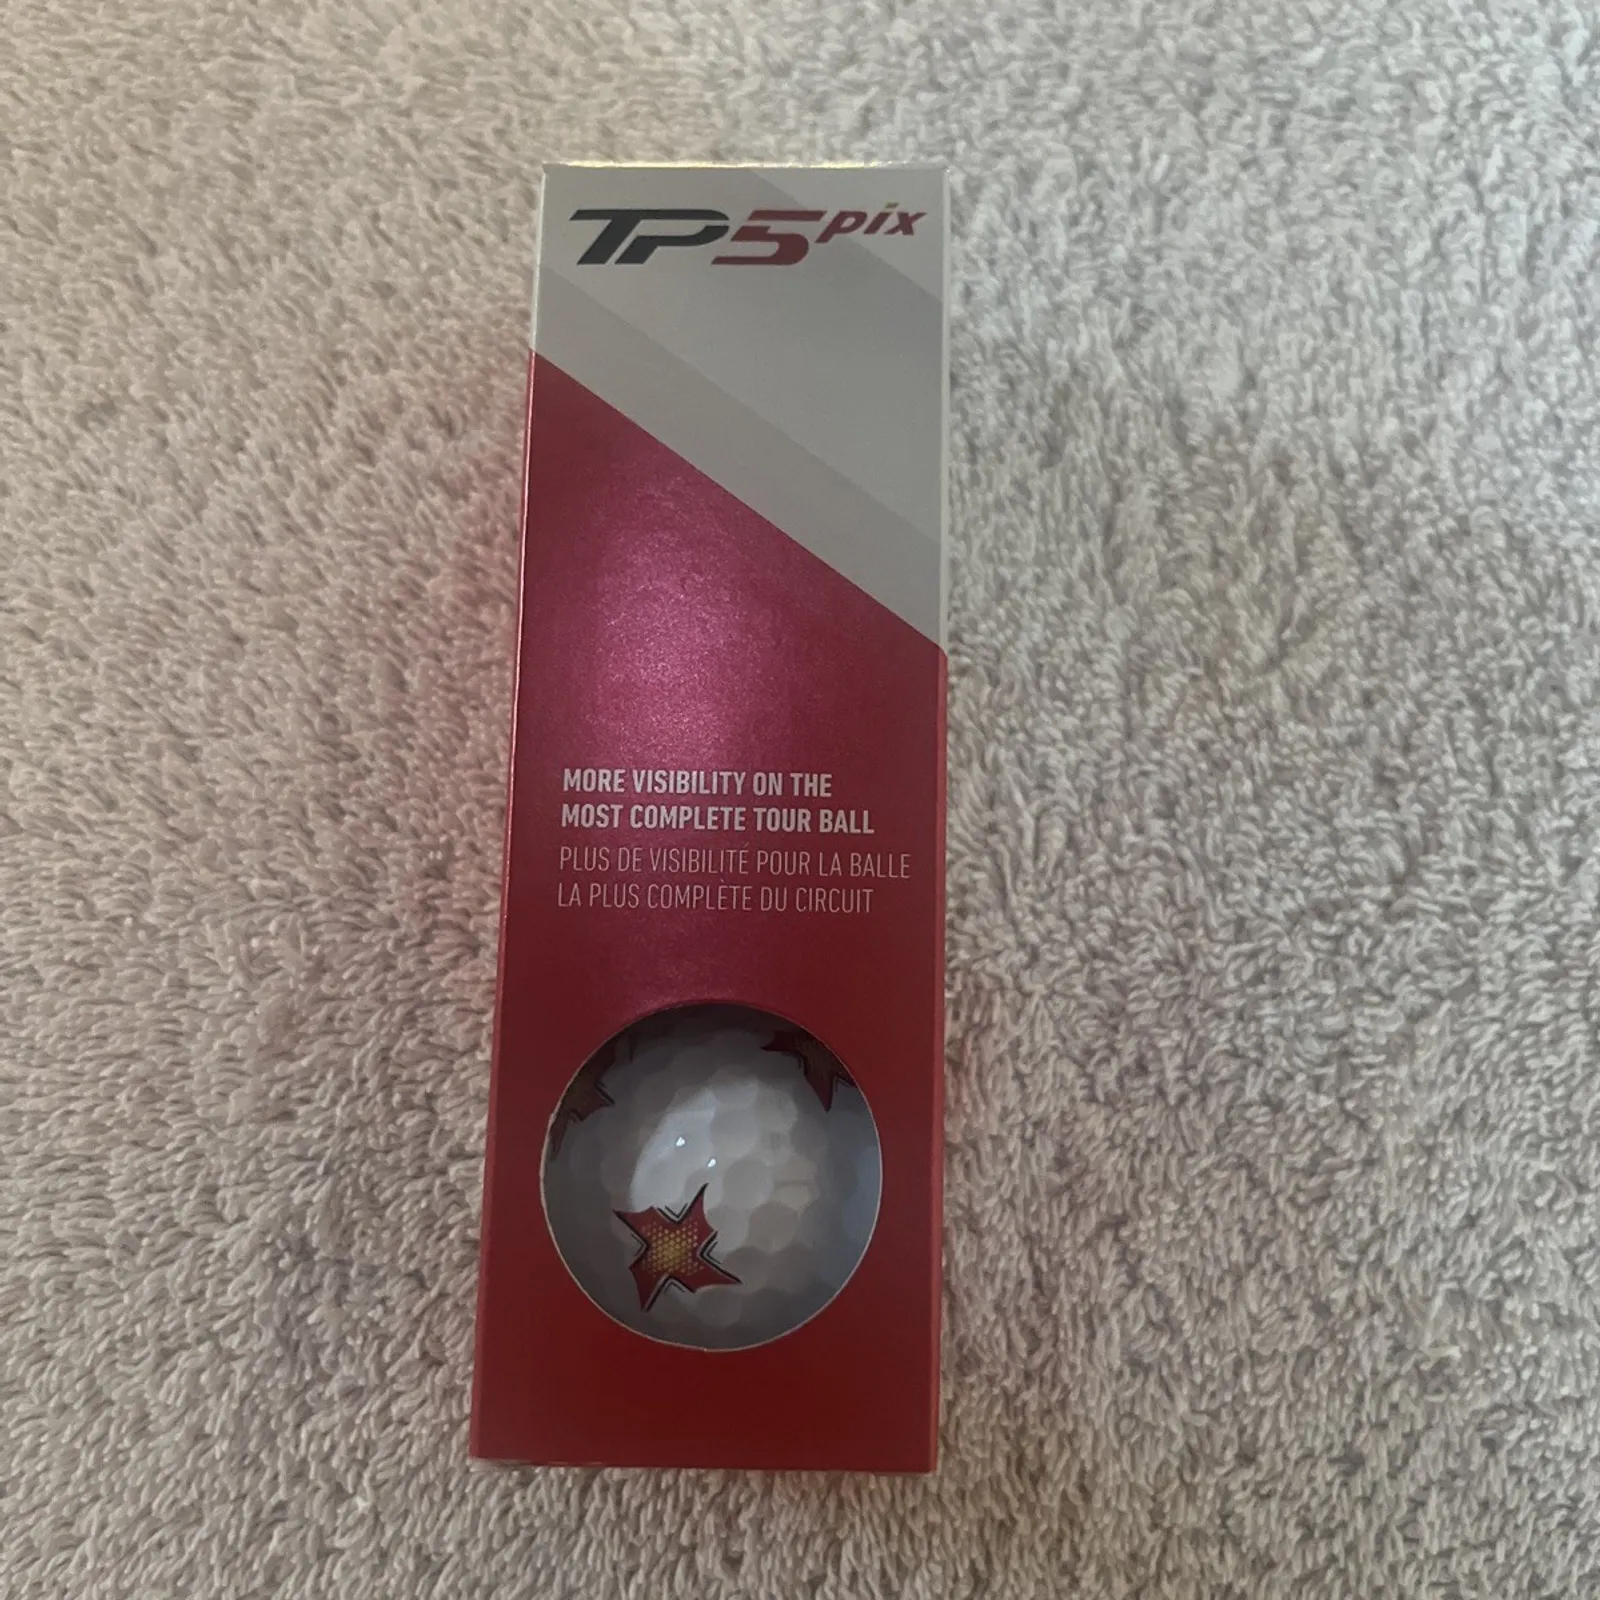 TP5pix
MORE VISIBILITY ON THE
MOST COMPLETE TOUR BALL
PLUS DE VISIBILITÉ POUR LA BALLE
LA PLUS COMPLÈTE DU CIRCUIT